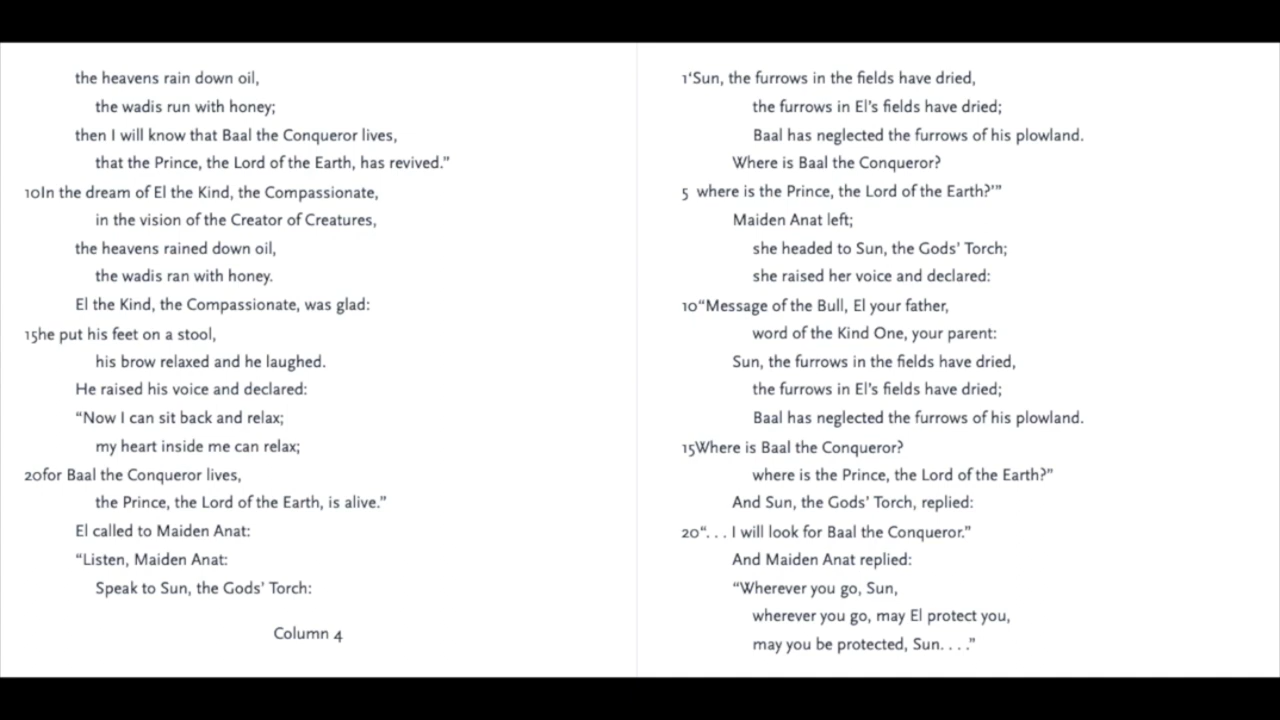 the heavens rain down oil,
the wadis run with honey;
then I will know that Baal the Conqueror lives,
that the Prince, the Lord of the Earth, has revived.”
10In the dream of El the Kind, the Compassionate,
in the vision of the Creator of Creatures,
the heavens rained down oil,
the wadis ran with honey.
El the Kind, the Compassionate, was glad:
15he put his feet on a stool,
his brow relaxed and he laughed.
He raised his voice and declared:
“Now I can sit back and relax;
my heart inside me can relax;
20for Baal the Conqueror lives,
the Prince, the Lord of the Earth, is alive.”
El called to Maiden Anat:
“Listen, Maiden Anat:
Speak to Sun, the Gods’ Torch:
Column 4
1‘Sun, the furrows in the fields have dried,
the furrows in El’s fields have dried;
Baal has neglected the furrows of his plowland.
Where is Baal the Conqueror?
5 where is the Prince, the Lord of the Earth?’”
Maiden Anat left;
she headed to Sun, the Gods’ Torch;
she raised her voice and declared:
10“Message of the Bull, El your father,
word of the Kind One, your parent:
Sun, the furrows in the fields have dried,
the furrows in El’s fields have dried;
Baal has neglected the furrows of his plowland.
15Where is Baal the Conqueror?
where is the Prince, the Lord of the Earth?”
And Sun, the Gods’ Torch, replied:
20“. . . I will look for Baal the Conqueror.”
And Maiden Anat replied:
“Wherever you go, Sun,
wherever you go, may El protect you,
may you be protected, Sun. . . .”